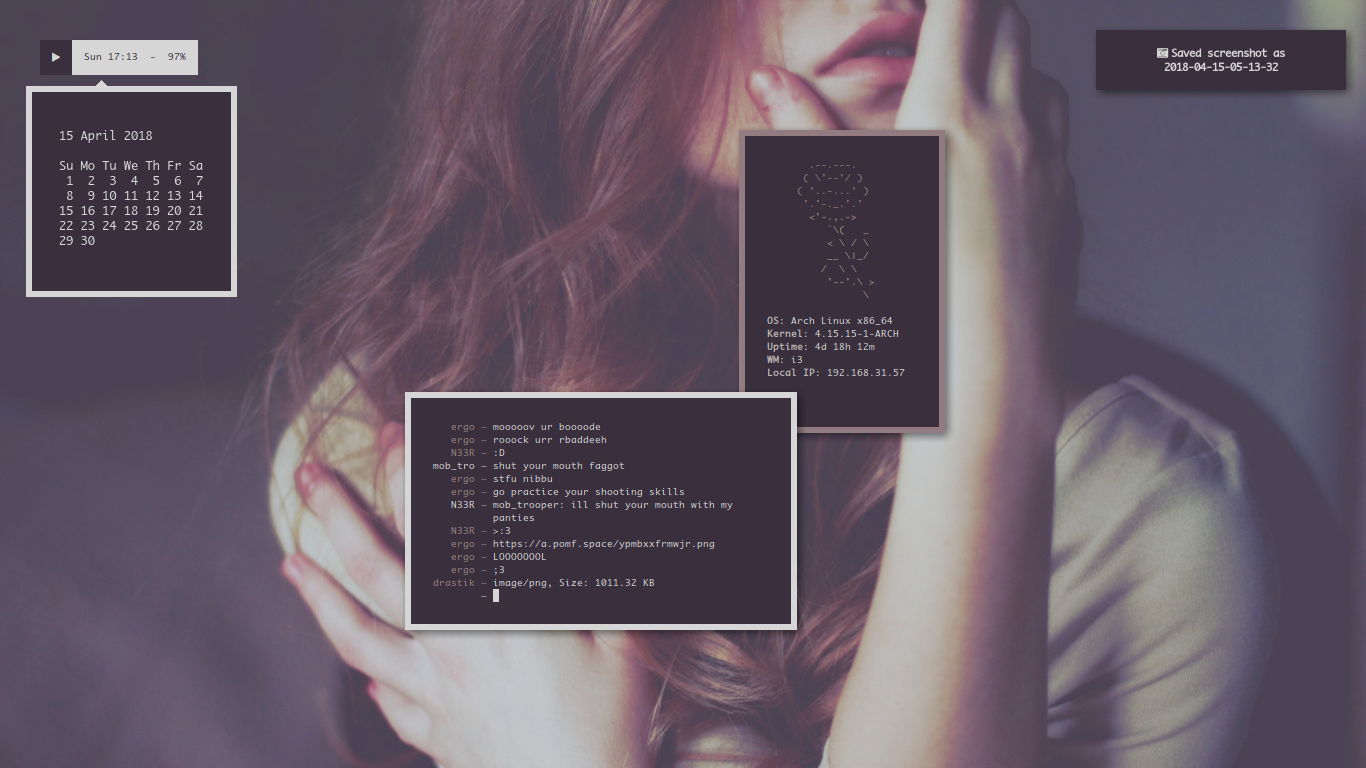 Sun 17:13 - 97%
Saved screenshot as
2018-04-15-05-13-32
15 April 2018
Su Mo Tu We Th Fr Sa
1 2 3 4 5 6 7
8 9 10 11 12 13 14
15 16 17 18 19 20 21
22 23 24 25 26 27 28
29 30
OS: Arch Linux x86_64
Kernel: 4.15.15-1-ARCH
Uptime: 4d 18h 12m
WM: i3
Local IP: 192.168.31.57
ergo – mooooov ur boooode
ergo – rooock urr rbaddeeh
N33R – :D
mob_tro – shut your mouth faggot
ergo – stfu nibbu
ergo – go practice your shooting skills
N33R – mob_trooper: ill shut your mouth with my
panties
N33R – >:3
ergo – https://a.pomf.space/ypmbxxfrmwjr.png
ergo – LOOOOOOOL
ergo – ;3
drastik – image/png, Size: 1011.32 KB
–